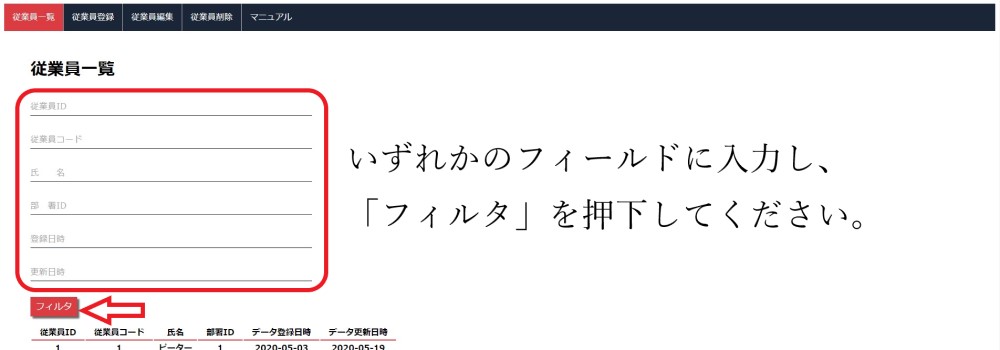 従業員一覧 従業員登録 従業員編集 従業員削除 マニュアル
従業員一覧
従業員ID
従業員コード
氏　名
部　署ID
登録日時
更新日時
いずれかのフィールドに入力し、
「フィルタ」を押下してください。
フィルタ
従業員ID 従業員コード 氏名 部署ID データ登録日時 データ更新日時
1 1 ピーター 1 2020-05-03 2020-05-19